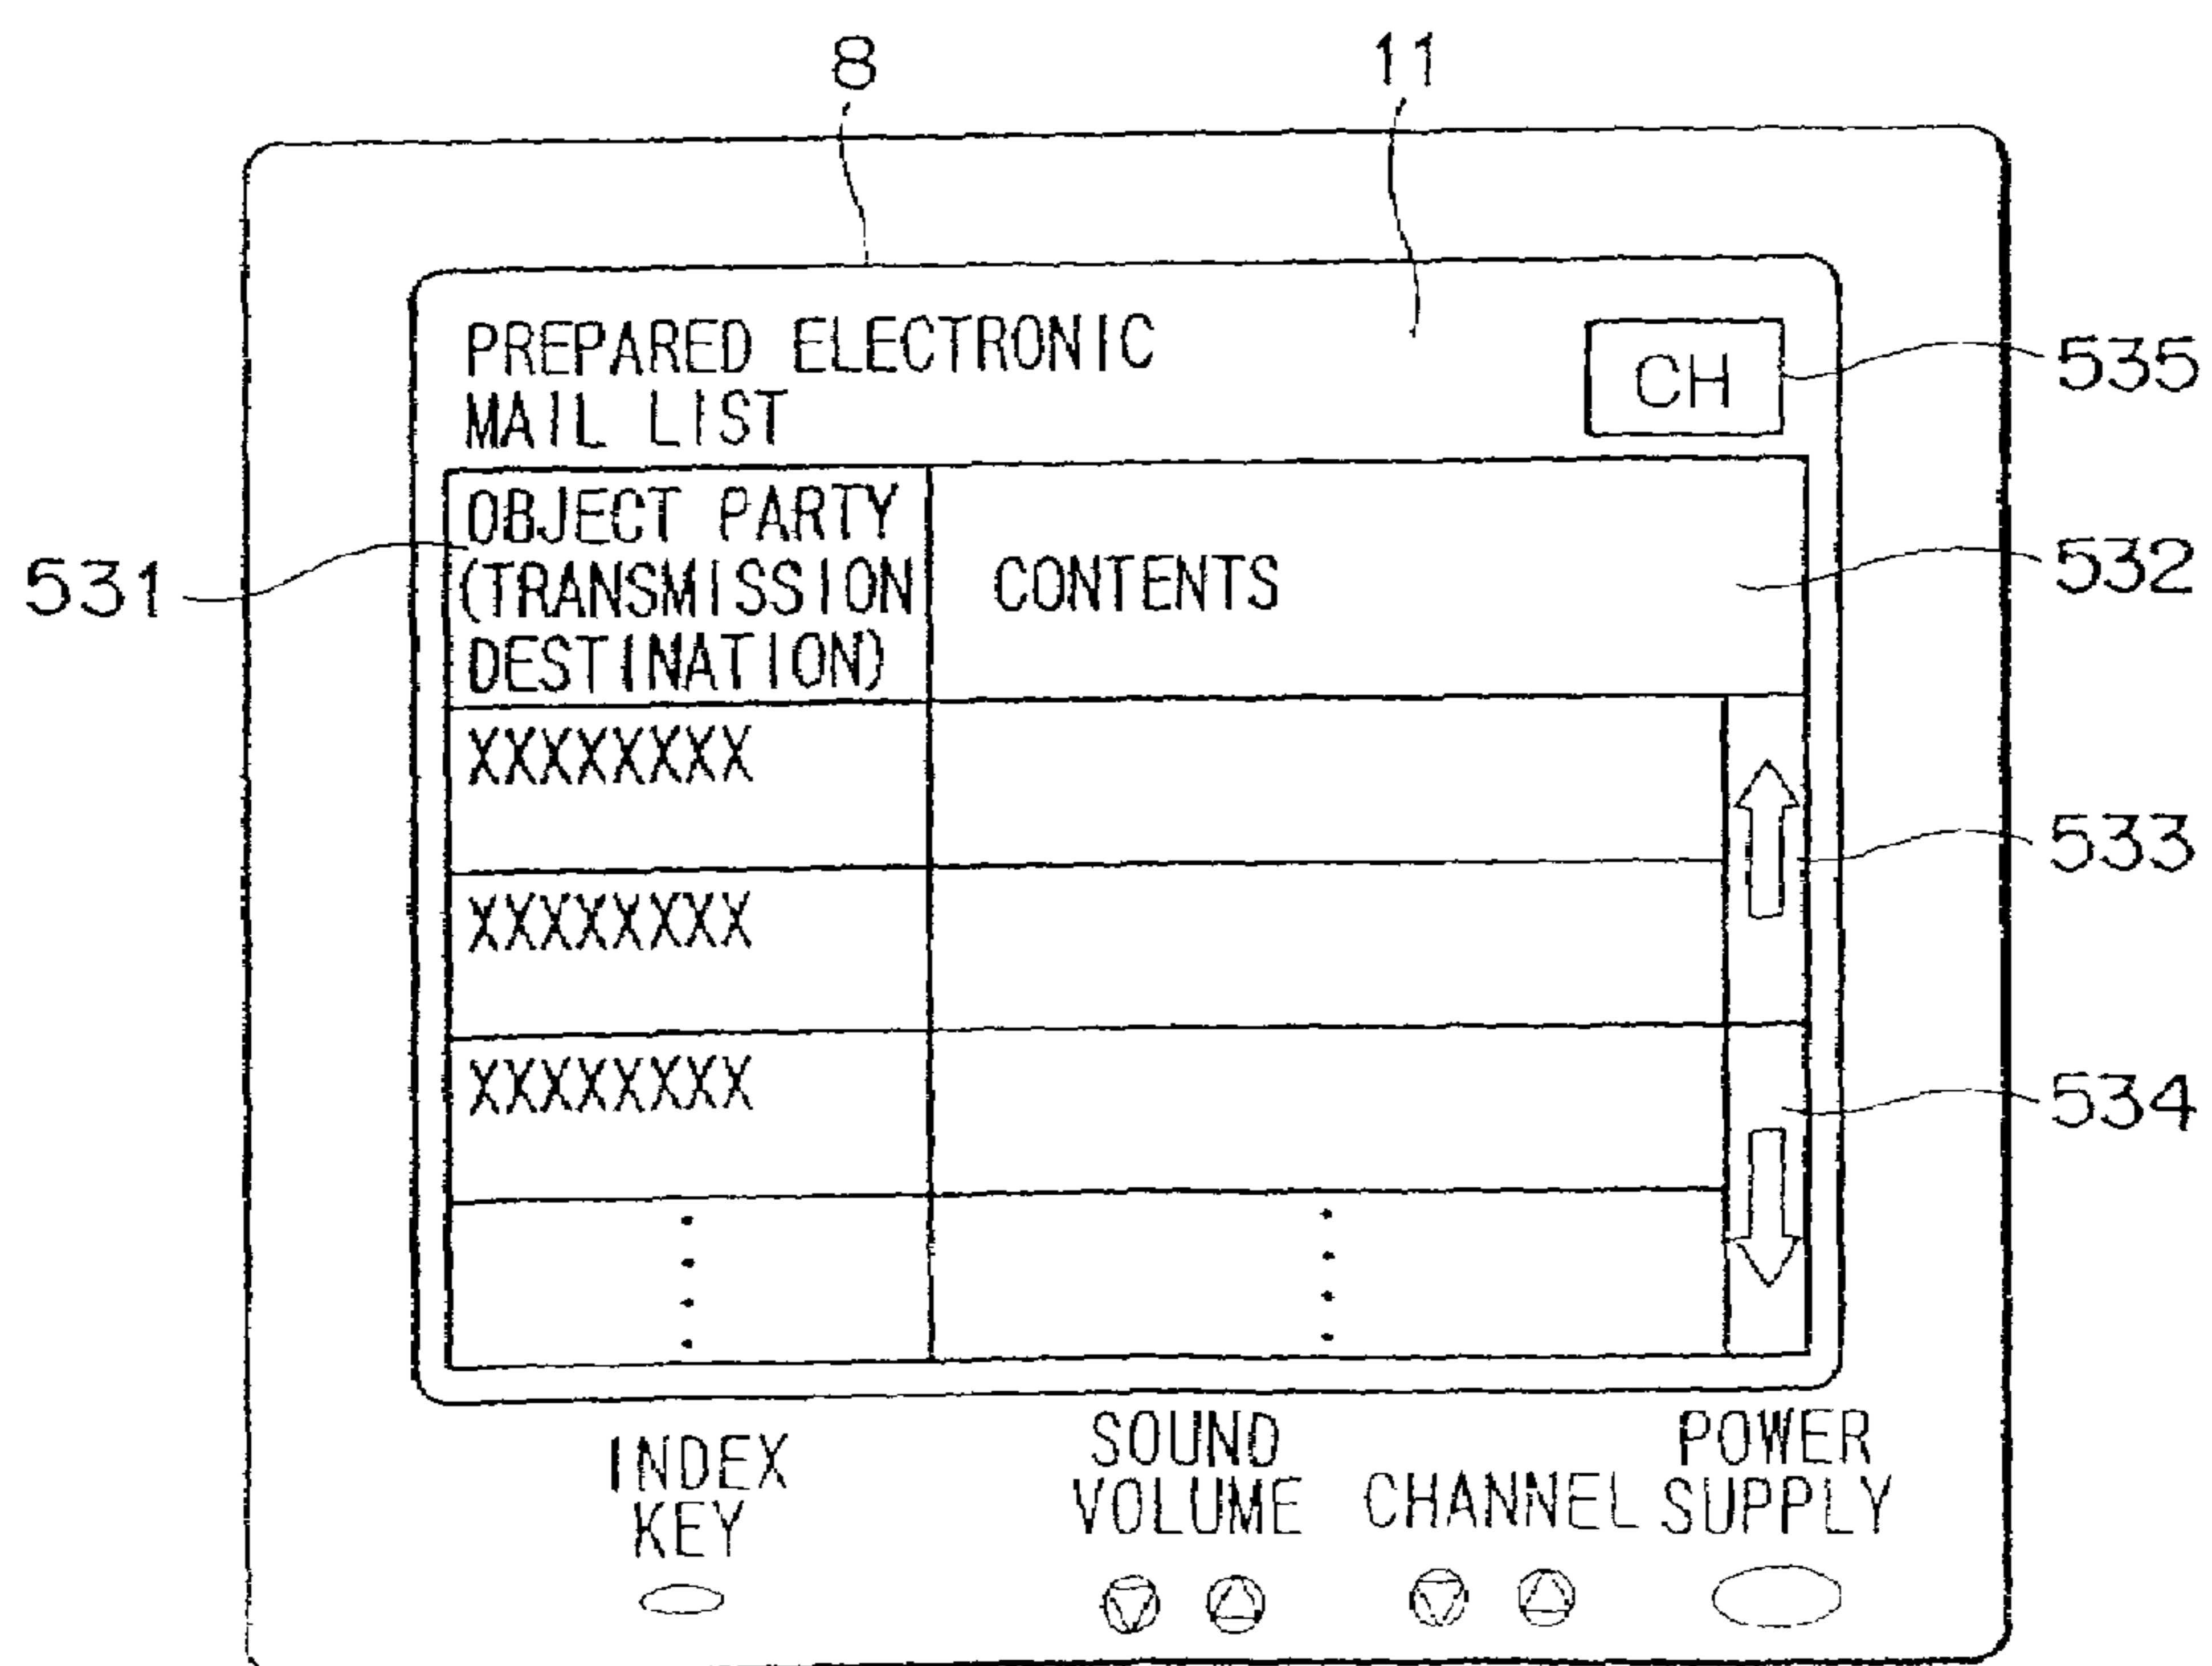 8 11
PREPARED ELECTRONIC
MAIL LIST
CH
535
OBJECT PARTY
(TRANSMISSION
DESTINATION)
CONTENTS
531
532
XXXXXXXX
533
XXXXXXXX
XXXXXXXX
534
INDEX
KEY
SOUND
VOLUME
CHANNEL
POWER
SUPPLY